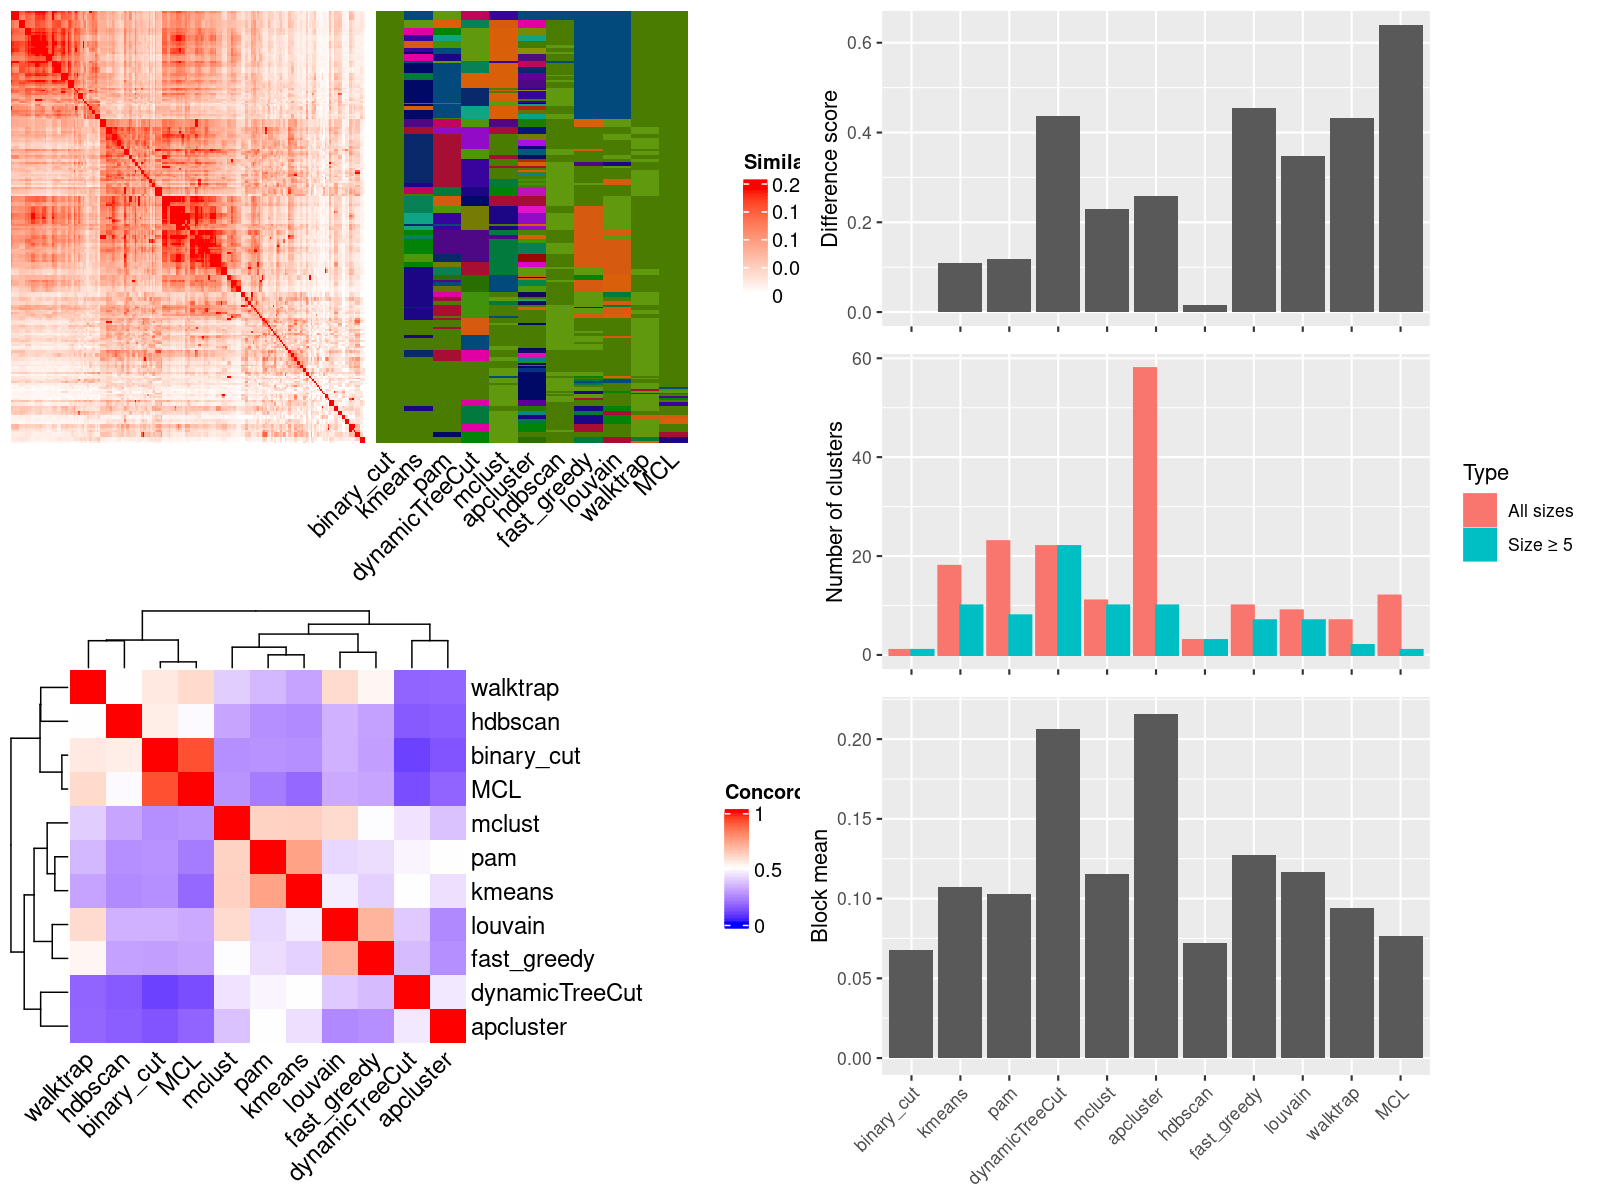 binary_cut
kmeans
pam
dynamicTreeCut
mclust
apcluster
hdbscan
fast_greedy
louvain
walktrap
MCL
Simila
0.2
0.1
0.1
0.0
0
walktrap
hdbscan
binary_cut
MCL
mclust
pam
kmeans
louvain
fast_greedy
dynamicTreeCut
apcluster
walktrap
hdbscan
binary_cut
MCL
mclust
pam
kmeans
louvain
fast_greedy
dynamicTreeCut
apcluster
Concord
1
0.5
0
Difference score
0.6
0.4
0.2
0.0
Number of clusters
60
40
20
0
Type
All sizes
Size ≥ 5
Block mean
0.20
0.15
0.10
0.05
0.00
binary_cut
kmeans
pam
dynamicTreeCut
mclust
apcluster
hdbscan
fast_greedy
louvain
walktrap
MCL